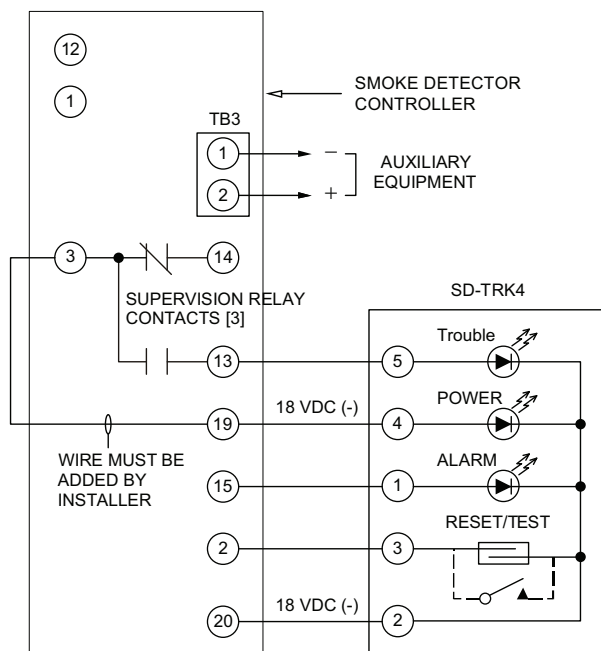 12
1
SMOKE DETECTOR
CONTROLLER
TB3
1
−
2
+
AUXILIARY
EQUIPMENT
3
14
SUPERVISION RELAY
CONTACTS [3]
SD-TRK4
Trouble
13
5
POWER
19
18 VDC (-)
4
WIRE MUST BE
ADDED BY
INSTALLER
ALARM
15
1
RESET/TEST
2
3
20
18 VDC (-)
2